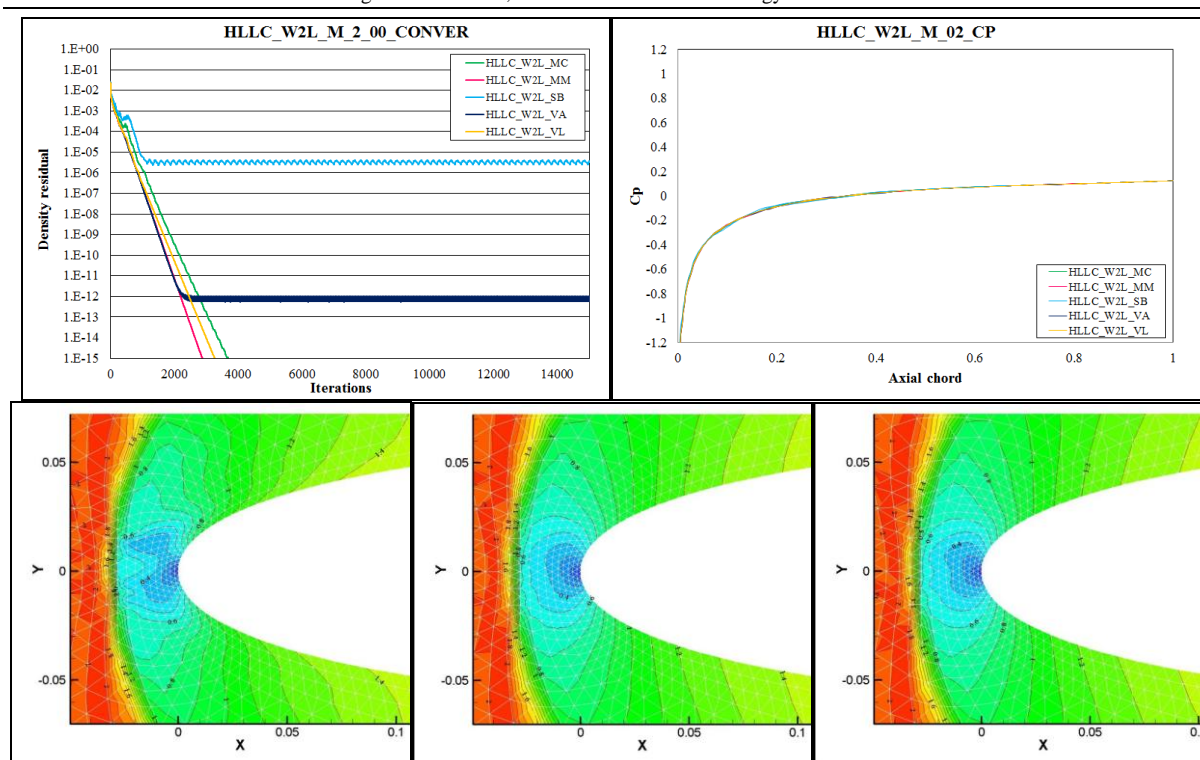 HLLC_W2L_M_2_00_CONVER
1.E+00
1.E-01
1.E-02
1.E-03
1.E-04
1.E-05
1.E-06
1.E-07
1.E-08
1.E-09
1.E-10
1.E-11
1.E-12
1.E-13
1.E-14
1.E-15
Density residual
0 2000 4000 6000 8000 10000 12000 14000
Iterations
HLLC_W2L_MC
HLLC_W2L_MM
HLLC_W2L_SB
HLLC_W2L_VA
HLLC_W2L_VL
HLLC_W2L_M_02_CP
1.2
1
0.8
0.6
0.4
0.2
0
-0.2
-0.4
-0.6
-0.8
-1
-1.2
Cp
0 0.2 0.4 0.6 0.8 1
Axial chord
HLLC_W2L_MC
HLLC_W2L_MM
HLLC_W2L_SB
HLLC_W2L_VA
HLLC_W2L_VL
0.05
0
-0.05
Y
0 0.05 0.1
X
0.05
0
-0.05
Y
0 0.05 0.1
X
0.05
0
-0.05
Y
0 0.05
X